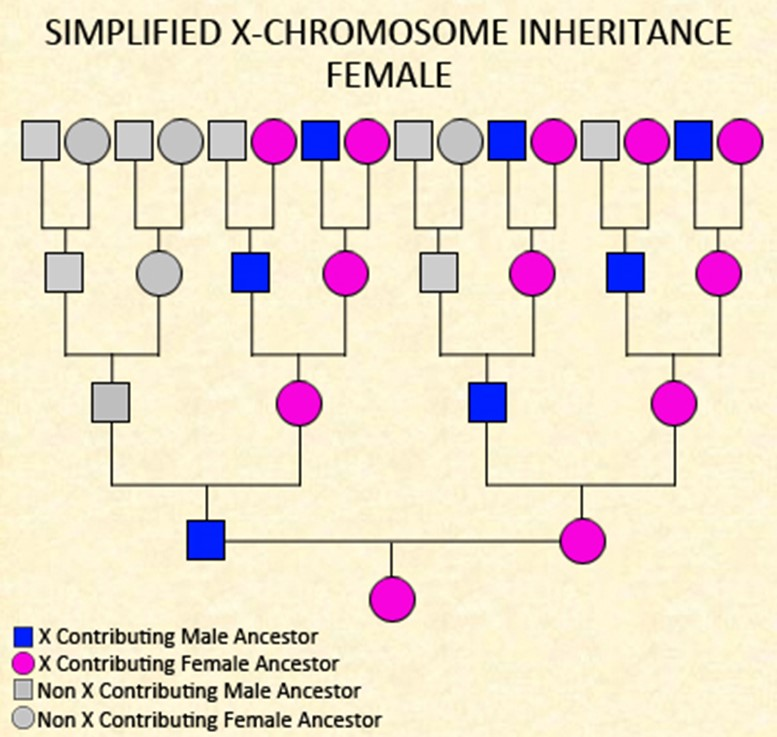 SIMPLIFIED X-CHROMOSOME INHERITANCE
FEMALE
X Contributing Male Ancestor
X Contributing Female Ancestor
Non X Contributing Male Ancestor
Non X Contributing Female Ancestor